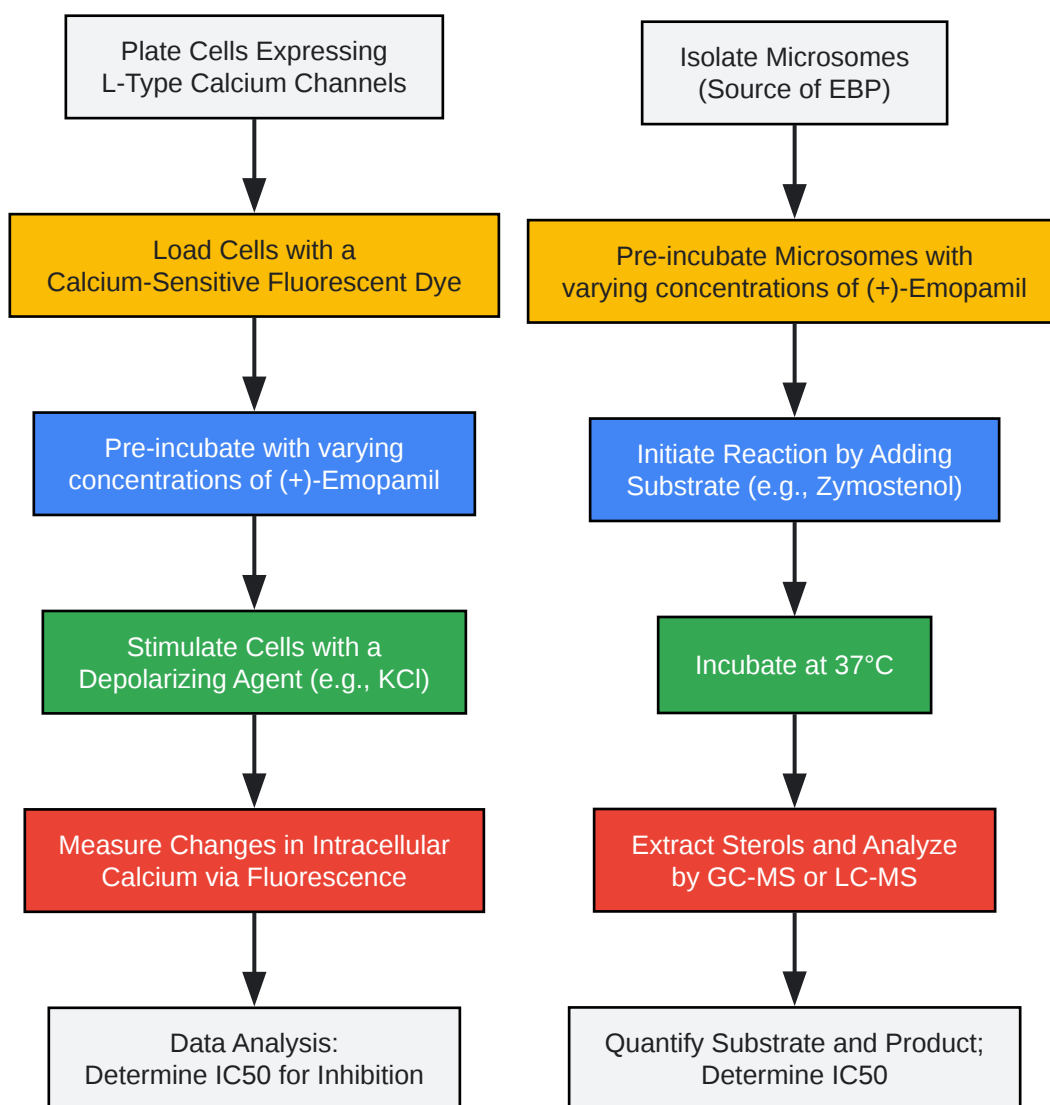 Plate Cells Expressing
L-Type Calcium Channels
Load Cells with a
Calcium-Sensitive Fluorescent Dye
Pre-incubate with varying
concentrations of (+)-Emopamil
Stimulate Cells with a
Depolarizing Agent (e.g., KCl)
Measure Changes in Intracellular
Calcium via Fluorescence
Data Analysis:
Determine IC50 for Inhibition
Isolate Microsomes
(Source of EBP)
Pre-incubate Microsomes with
varying concentrations of (+)-Emopamil
Initiate Reaction by Adding
Substrate (e.g., Zymostenol)
Incubate at 37°C
Extract Sterols and Analyze
by GC-MS or LC-MS
Quantify Substrate and Product;
Determine IC50